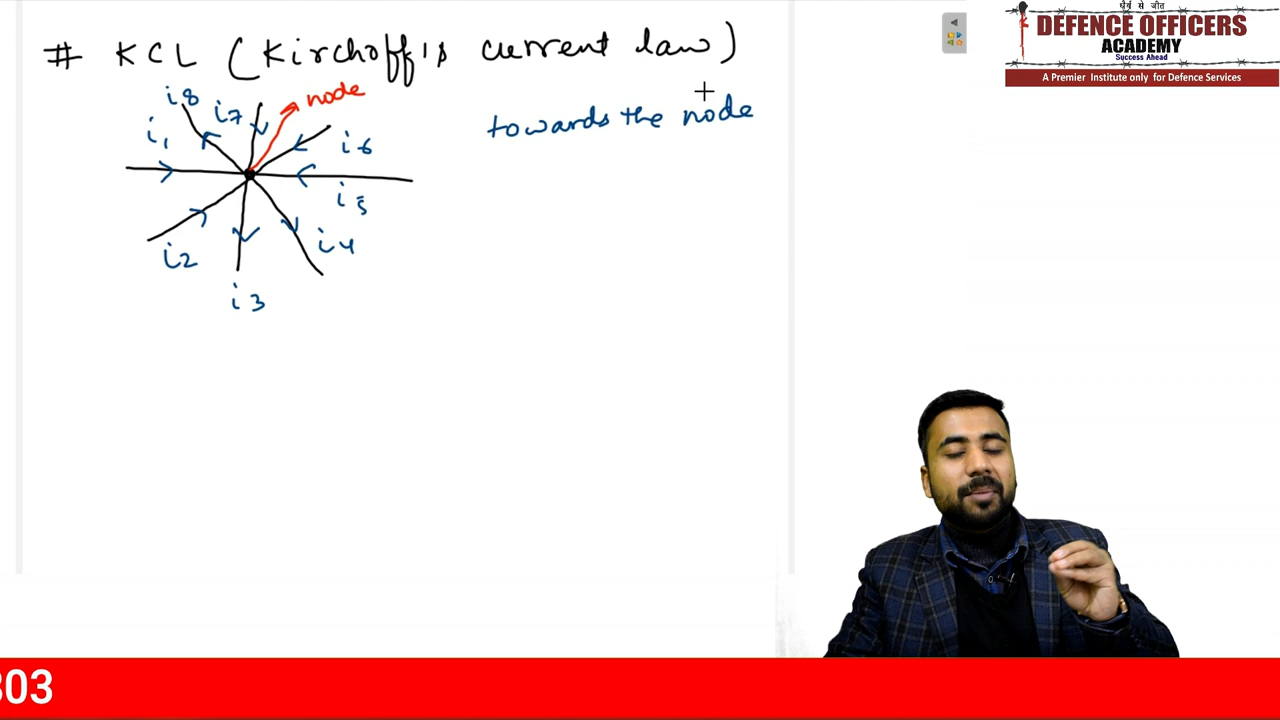 # KCL (Kirchoff's current law)
i8
i7
node
i1
i6
towards the node
i5
i2
i4
i3
धैर्य से जीत
DEFENCE OFFICERS
ACADEMY
Success Ahead
A Premier Institute only for Defence Services
303